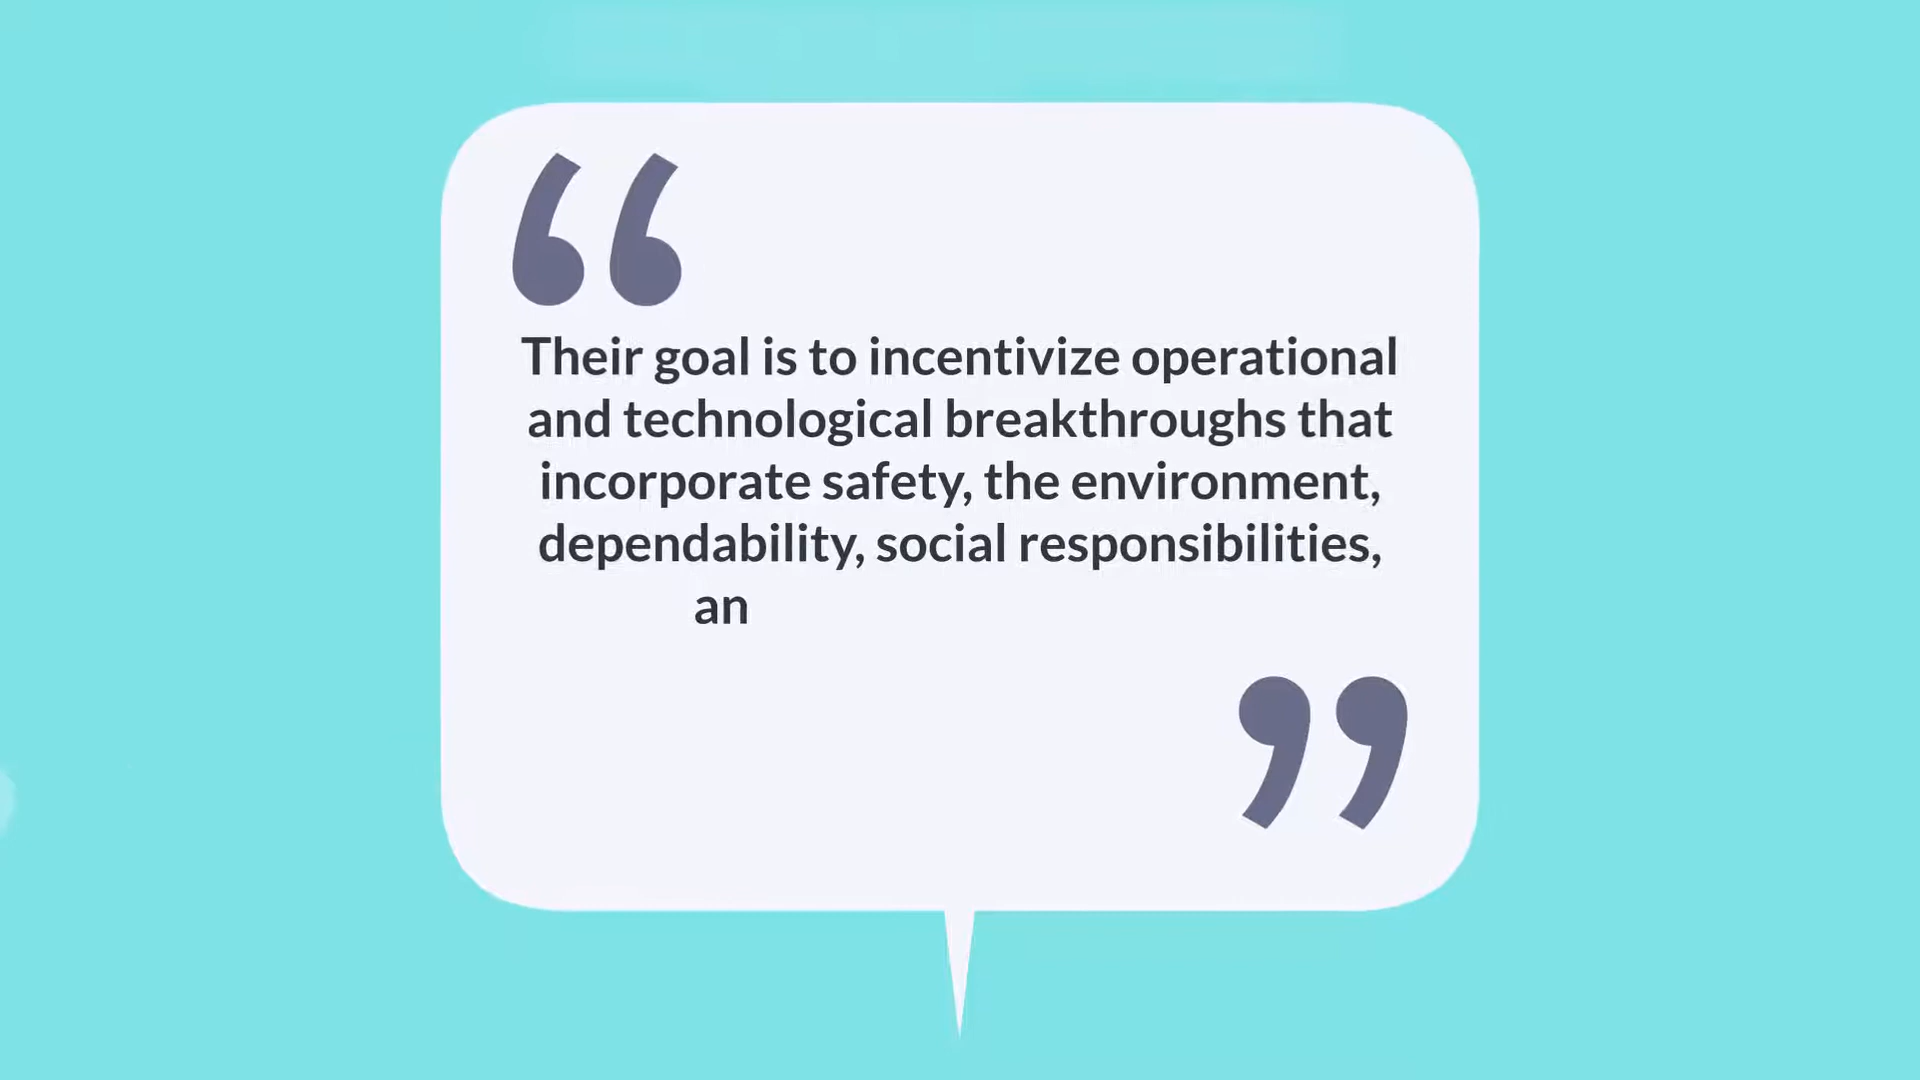 “
Their goal is to incentivize operational
and technological breakthroughs that
incorporate safety, the environment,
dependability, social responsibilities,
an
”